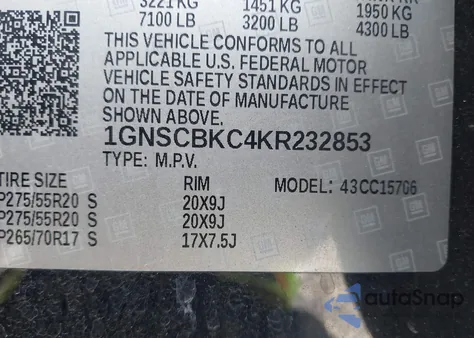 3221 KG 1451 KG 1950 KG
7100 LB 3200 LB 4300 LB
THIS VEHICLE CONFORMS TO ALL
APPLICABLE U.S. FEDERAL MOTOR
VEHICLE SAFETY STANDARDS IN EFFECT
ON THE DATE OF MANUFACTURE
SHOWN ABOVE.
1GNSCBKC4KR232853
TYPE: M.P.V.
TIRE SIZE RIM MODEL: 43CC15706
P275/55R20 S 20X9J
P275/55R20 S 20X9J
P265/70R17 S 17X7.5J
GM
autoSnap